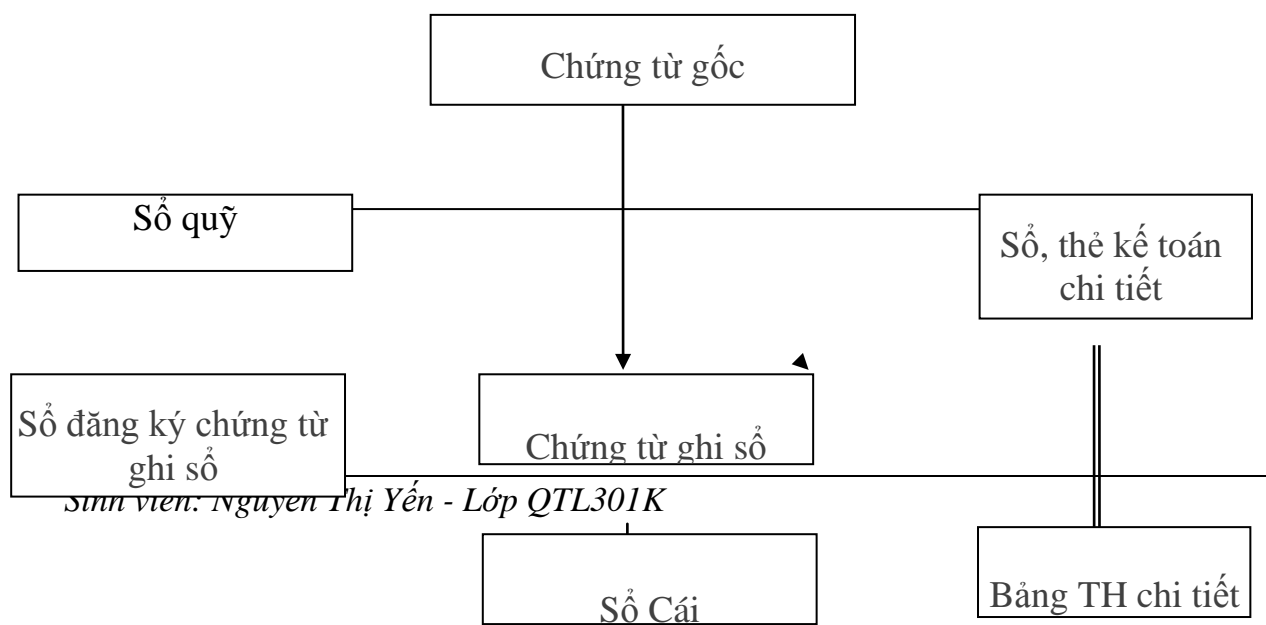 Chứng từ gốc
Sổ quỹ
Sổ, thẻ kế toán
chi tiết
Sổ đăng ký chứng từ
ghi sổ
Chứng từ ghi sổ
Sinh viên: Nguyễn Thị Yến - Lớp QTL301K
Sổ Cái
Bảng TH chi tiết